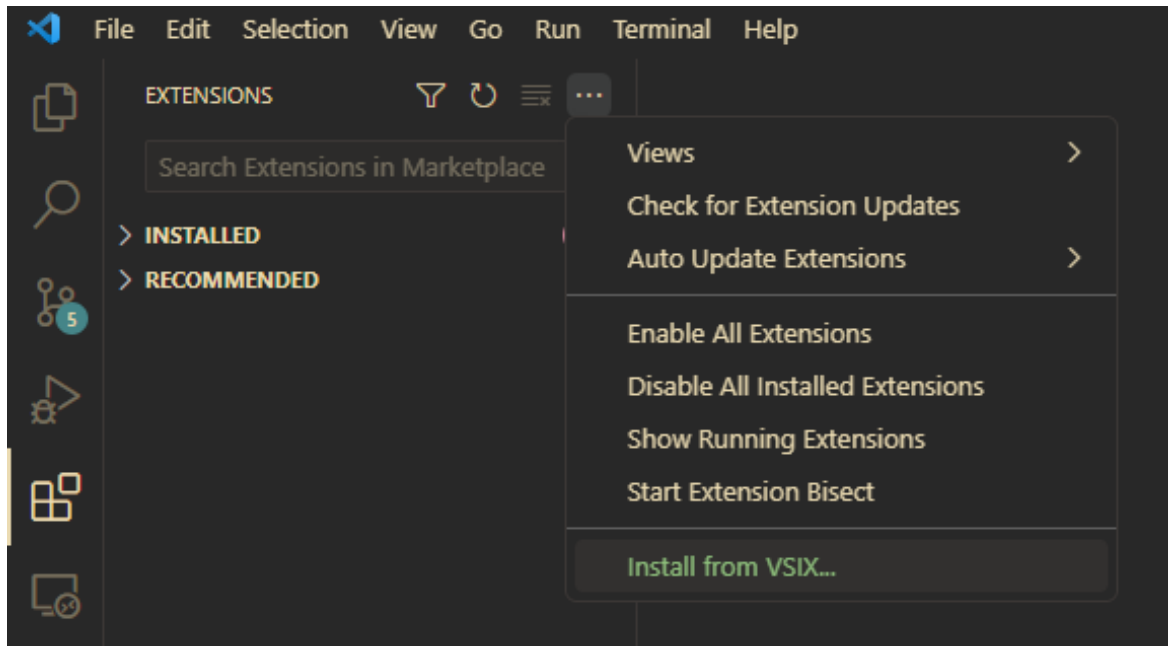 File Edit Selection View Go Run Terminal Help
EXTENSIONS
Search Extensions in Marketplace
INSTALLED
RECOMMENDED
5
Views
Check for Extension Updates
Auto Update Extensions
Enable All Extensions
Disable All Installed Extensions
Show Running Extensions
Start Extension Bisect
Install from VSIX...